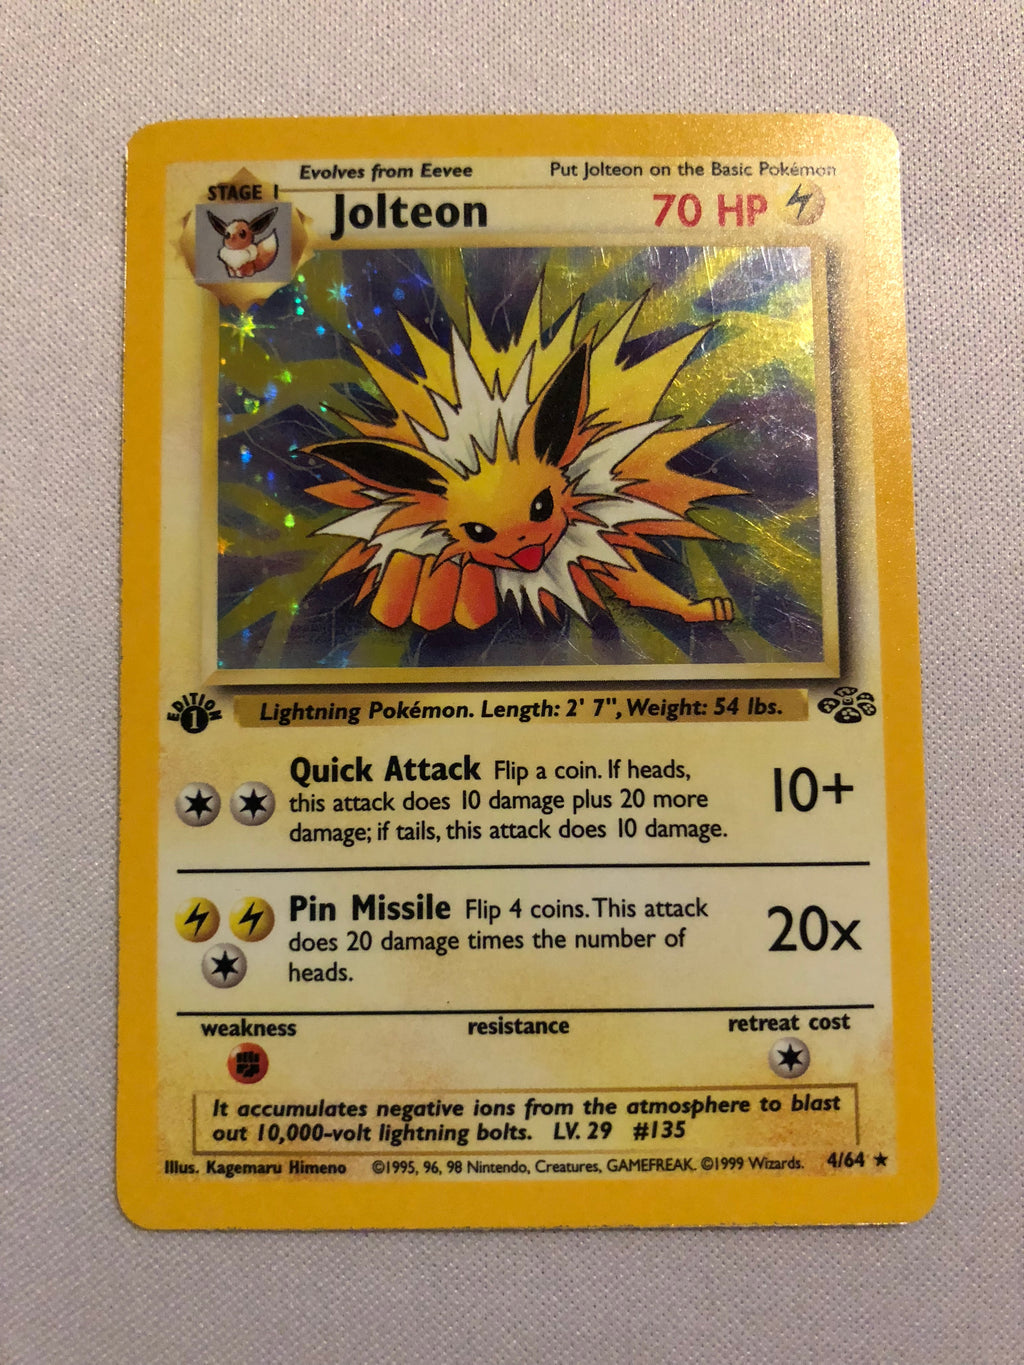 Evolves from Eevee
Put Jolteon on the Basic Pokémon
STAGE 1
Jolteon
70 HP
EDITION
1
Lightning Pokémon. Length: 2' 7", Weight: 54 lbs.
Quick Attack Flip a coin. If heads,
this attack does 10 damage plus 20 more
damage; if tails, this attack does 10 damage.
10+
Pin Missile Flip 4 coins. This attack
does 20 damage times the number of
heads.
20x
weakness
resistance
retreat cost
It accumulates negative ions from the atmosphere to blast
out 10,000-volt lightning bolts. LV. 29 #135
Illus. Kagemaru Himeno ©1995, 96, 98 Nintendo, Creatures, GAMEFREAK. ©1999 Wizards. 4/64 ★